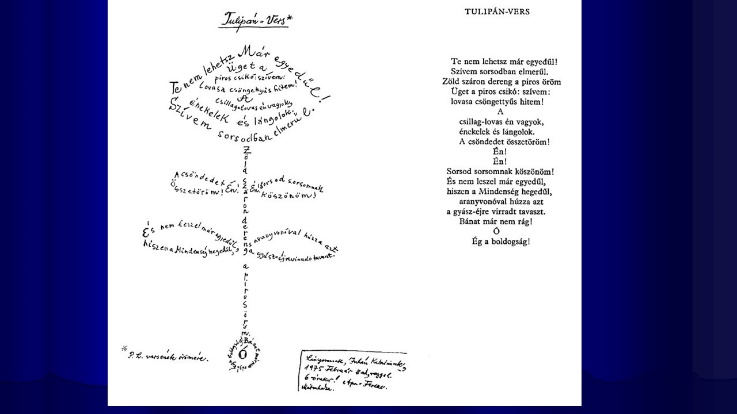 Tulipán-Vers*
Te nem lehetsz Már egyedül!
Üget a
piros csikó: szívem:
lovasa csöngettyűs hitem!
A
csillag-lovas én vagyok,
énekelek és lángolok.
Szívem sorsodban elmerül.
Zöld száron dereng a piros öröm.
A csöndedet
összetöröm! Én!
Én! Sorsod sorsomnak
köszönöm!
És nem leszel már egyedül,
hiszen a Mindenség hegedül,
aranyvonóval húzza azt
a gyász-éjre virradt tavaszt.
Bánat már nem rág!
Ó
Ég a boldogság!
* P. L. versének örömére.
1975 Február
TULIPÁN-VERS
Te nem lehetsz már egyedül!
Szívem sorsodban elmerül.
Zöld száron dereng a piros öröm
Üget a piros csikó: szívem:
lovasa csöngettyűs hitem!
A
csillag-lovas én vagyok,
énekelek és lángolok.
A csöndedet összetöröm!
Én!
Én!
Sorsod sorsomnak köszönöm!
És nem leszel már egyedül,
hiszen a Mindenség hegedül,
aranyvonóval húzza azt
a gyász-éjre virradt tavaszt.
Bánat már nem rág!
Ó
Ég a boldogság!